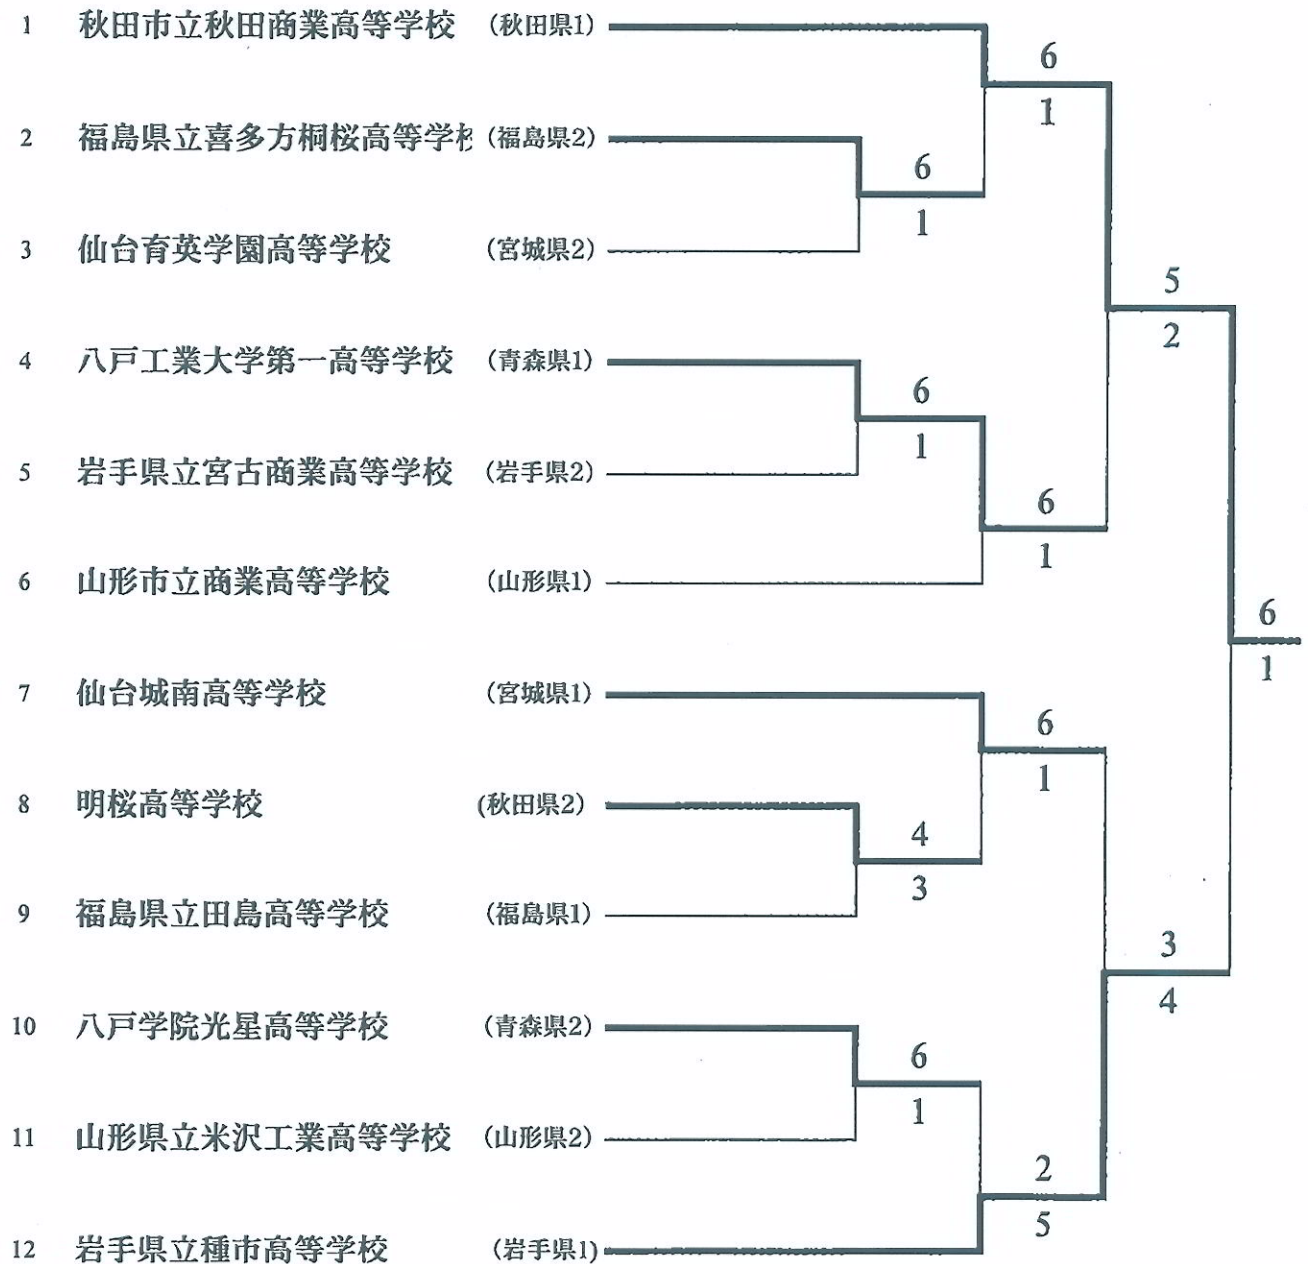 1 秋田市立秋田商業高等学校 (秋田県1)
6
1
2 福島県立喜多方桐桜高等学校 (福島県2)
6
1
3 仙台育英学園高等学校 (宮城県2)
5
2
4 八戸工業大学第一高等学校 (青森県1)
6
1
5 岩手県立宮古商業高等学校 (岩手県2)
6
1
6 山形市立商業高等学校 (山形県1)
6
1
7 仙台城南高等学校 (宮城県1)
6
1
8 明桜高等学校 (秋田県2)
4
3
9 福島県立田島高等学校 (福島県1)
3
4
10 八戸学院光星高等学校 (青森県2)
6
1
11 山形県立米沢工業高等学校 (山形県2)
2
5
12 岩手県立種市高等学校 (岩手県1)